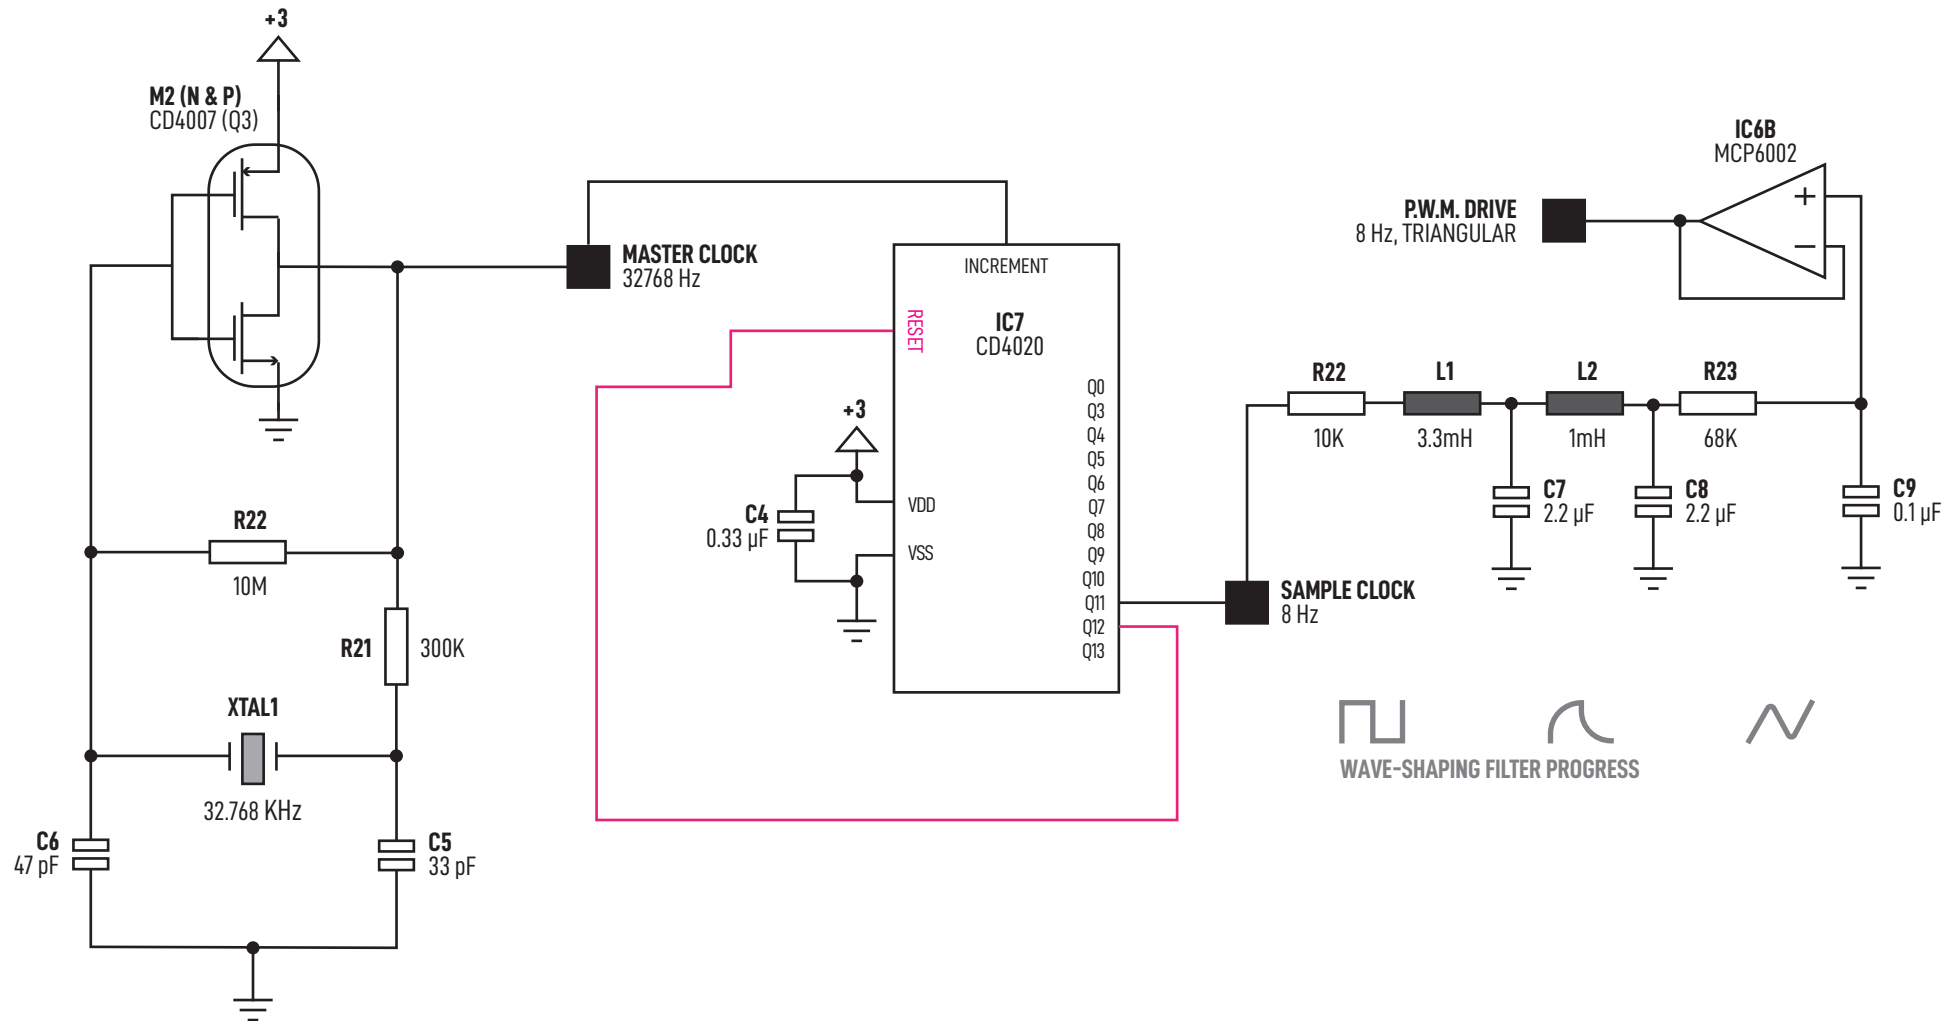 +3
M2 (N & P)
CD4007 (Q3)
MASTER CLOCK
32768 Hz
R22
10M
R21
300K
XTAL1
32.768 KHz
C6
47 pF
C5
33 pF
INCREMENT
RESET
IC7
CD4020
+3
C4
0.33 µF
VDD
VSS
Q0
Q3
Q4
Q5
Q6
Q7
Q8
Q9
Q10
Q11
Q12
Q13
SAMPLE CLOCK
8 Hz
IC6B
MCP6002
+
−
P.W.M. DRIVE
8 Hz, TRIANGULAR
R22
10K
L1
3.3mH
L2
1mH
R23
68K
C7
2.2 µF
C8
2.2 µF
C9
0.1 µF
WAVE-SHAPING FILTER PROGRESS